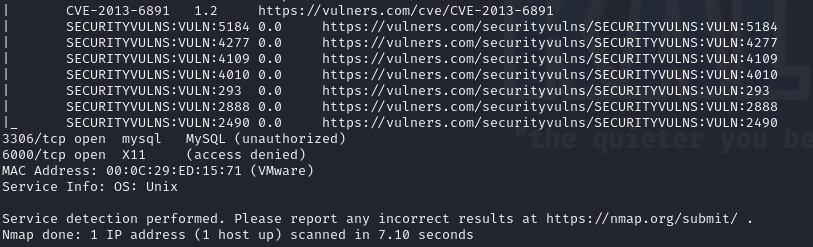 |       CVE-2013-6891   1.2     https://vulners.com/cve/CVE-2013-6891
|       SECURITYVULNS:VULN:5184 0.0     https://vulners.com/securityvulns/SECURITYVULNS:VULN:5184
|       SECURITYVULNS:VULN:4277 0.0     https://vulners.com/securityvulns/SECURITYVULNS:VULN:4277
|       SECURITYVULNS:VULN:4109 0.0     https://vulners.com/securityvulns/SECURITYVULNS:VULN:4109
|       SECURITYVULNS:VULN:4010 0.0     https://vulners.com/securityvulns/SECURITYVULNS:VULN:4010
|       SECURITYVULNS:VULN:293  0.0     https://vulners.com/securityvulns/SECURITYVULNS:VULN:293
|       SECURITYVULNS:VULN:2888 0.0     https://vulners.com/securityvulns/SECURITYVULNS:VULN:2888
|_      SECURITYVULNS:VULN:2490 0.0     https://vulners.com/securityvulns/SECURITYVULNS:VULN:2490
3306/tcp open  mysql   MySQL (unauthorized)
"the quieter you be
6000/tcp open  X11     (access denied)
MAC Address: 00:0C:29:ED:15:71 (VMware)
Service Info: OS: Unix

Service detection performed. Please report any incorrect results at https://nmap.org/submit/ .
Nmap done: 1 IP address (1 host up) scanned in 7.10 seconds